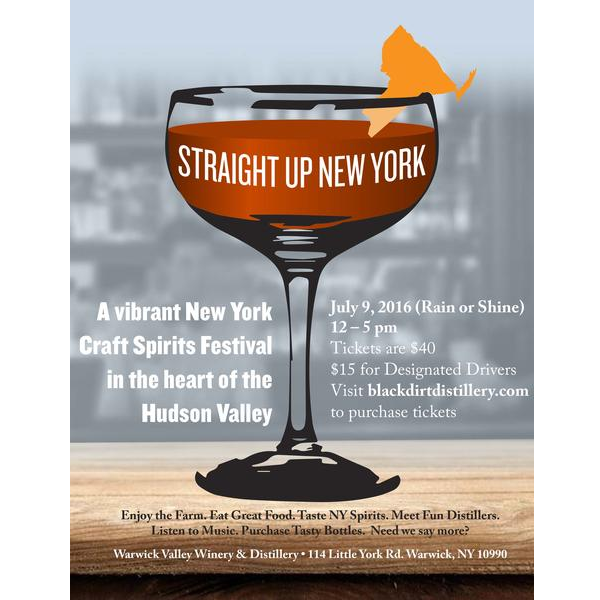 STRAIGHT UP NEW YORK
A vibrant New York
Craft Spirits Festival
in the heart of the
Hudson Valley
July 9, 2016 (Rain or Shine)
12 – 5 pm
Tickets are $40
$15 for Designated Drivers
Visit blackdirtdistillery.com
to purchase tickets
Enjoy the Farm. Eat Great Food. Taste NY Spirits. Meet Fun Distillers.
Listen to Music. Purchase Tasty Bottles. Need we say more?
Warwick Valley Winery & Distillery • 114 Little York Rd. Warwick, NY 10990